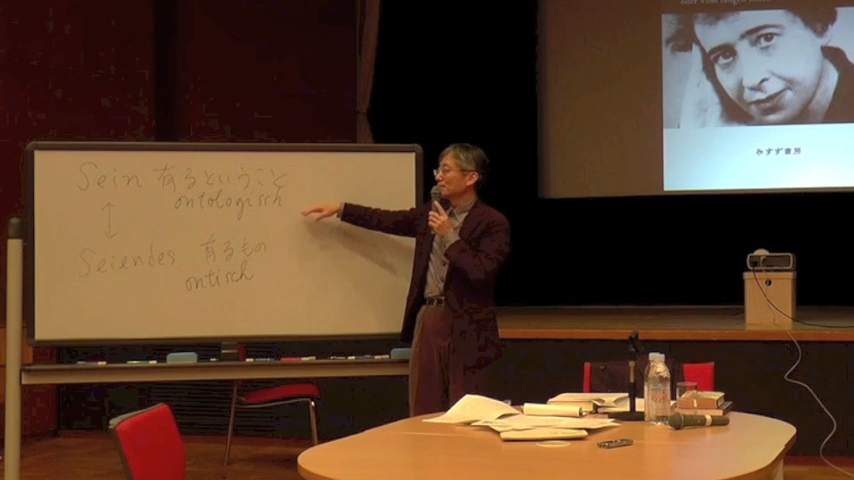 Sein 有るということ
ontologisch
Seiendes 有るもの
ontisch
みすず書房